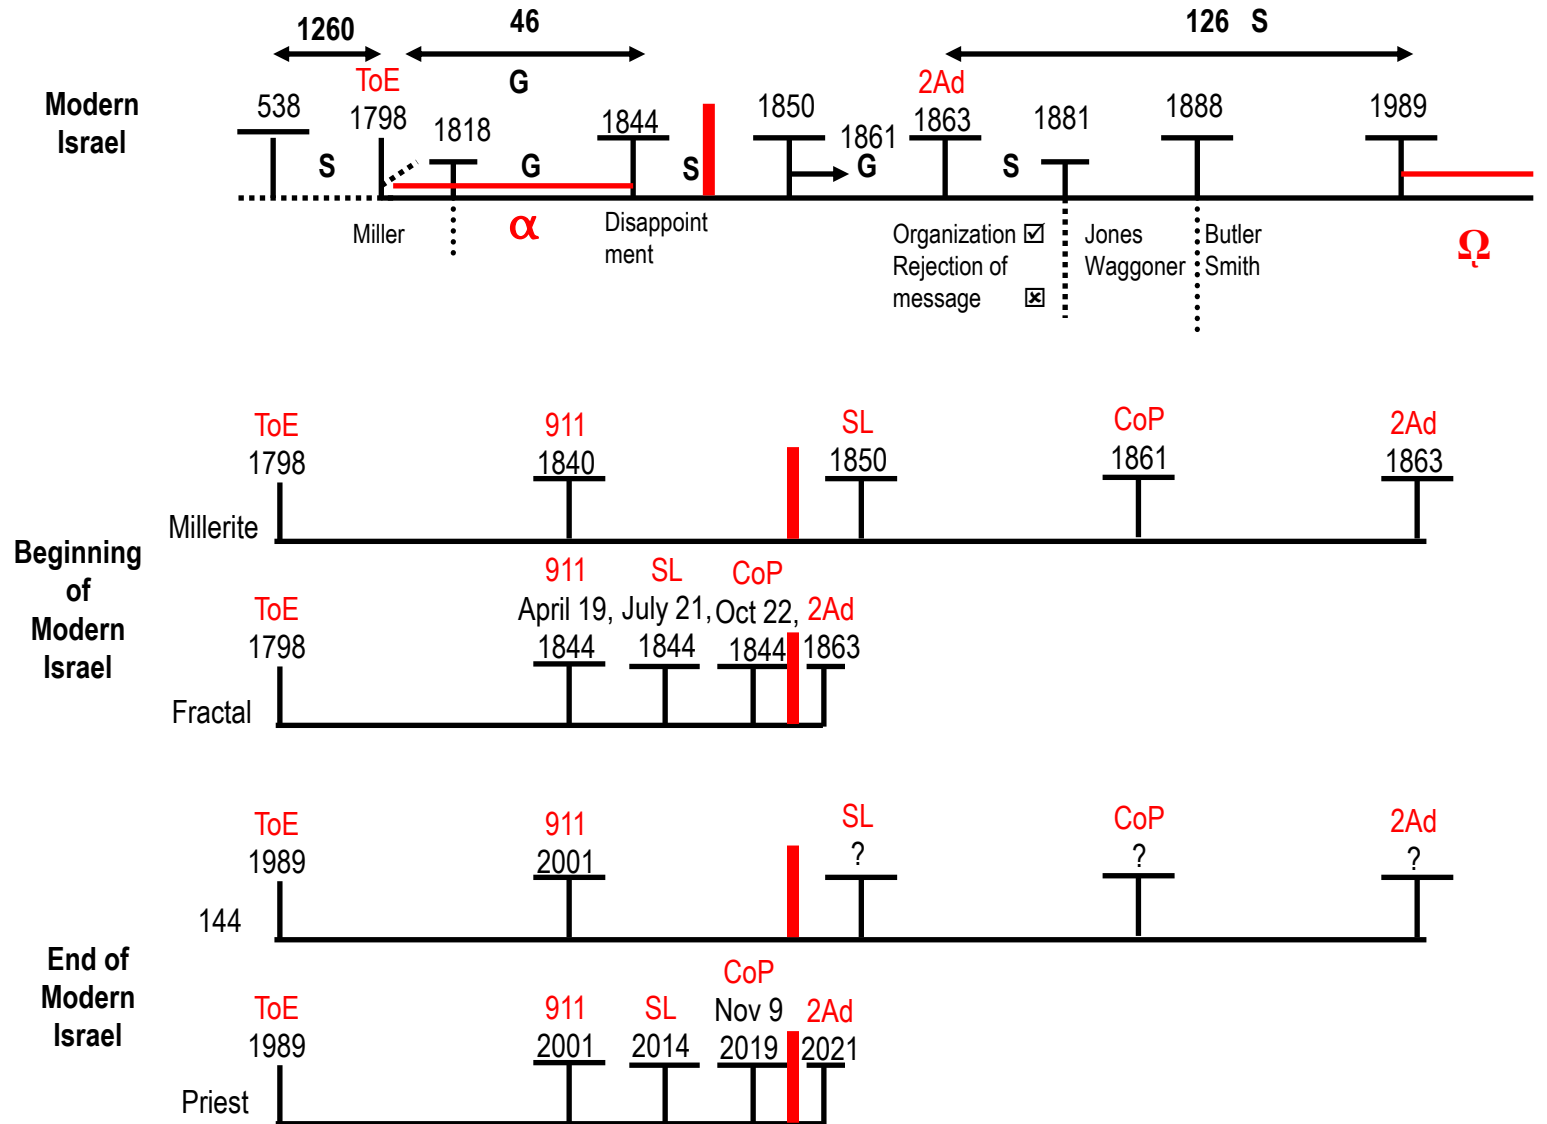 1260 46 126 S
ToE G 2Ad
Modern
Israel
538 1798 1818 1844 1850 1861 1863 1881 1888 1989
S G S G S
Miller α Disappoint
ment
Organization ☑
Rejection of
message ☒
Jones
Waggoner
Butler
Smith
Ω
Beginning
of
Modern
Israel
ToE 911 SL CoP 2Ad
1798 1840 1850 1861 1863
Millerite
911 SL CoP
ToE April 19, July 21, Oct 22, 2Ad
1798 1844 1844 1844 1863
Fractal
End of
Modern
Israel
ToE 911 SL CoP 2Ad
1989 2001 ? ? ?
144
CoP
ToE 911 SL Nov 9 2Ad
1989 2001 2014 2019 2021
Priest